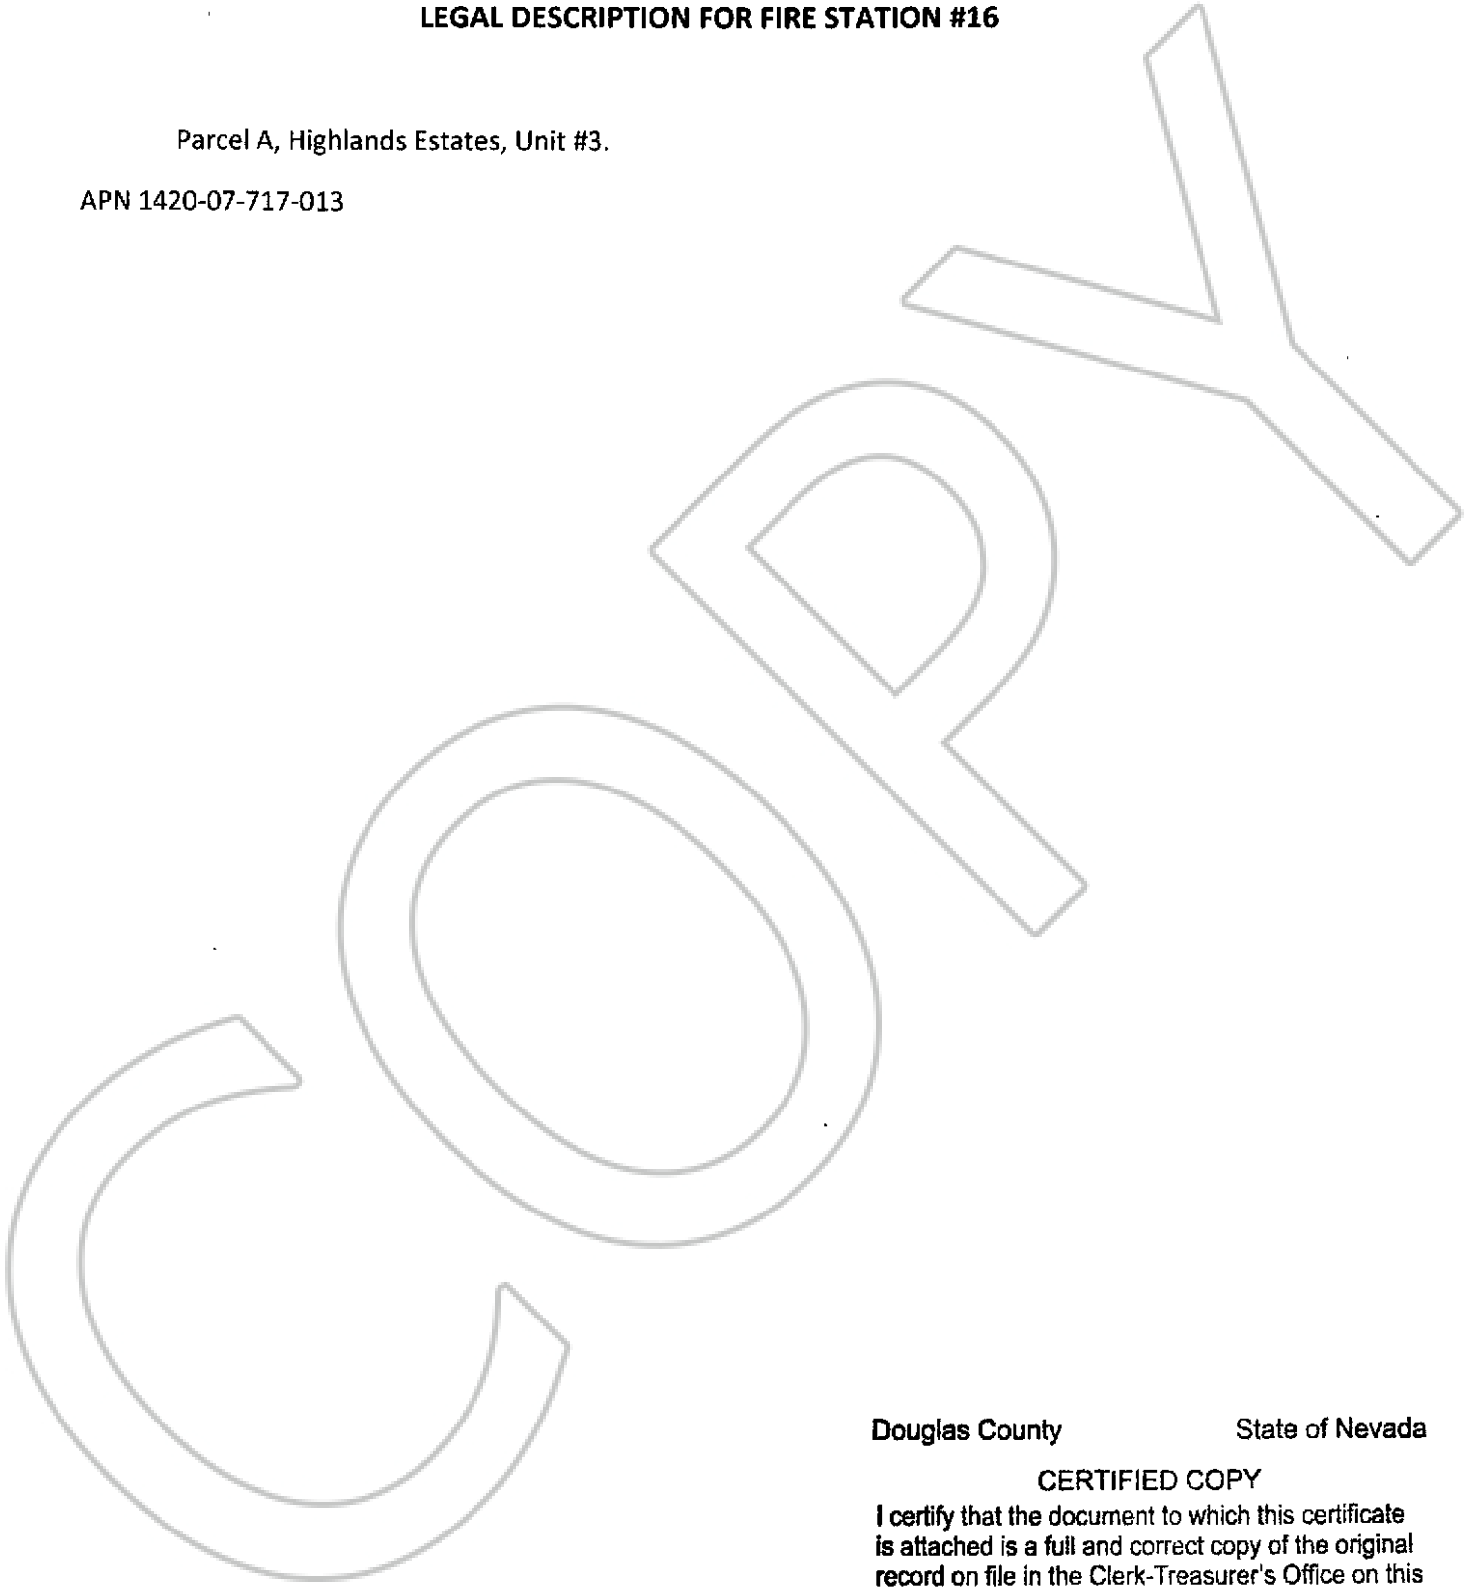 LEGAL DESCRIPTION FOR FIRE STATION #16
Parcel A, Highlands Estates, Unit #3.
APN 1420-07-717-013
COPY
Douglas County State of Nevada
CERTIFIED COPY
I certify that the document to which this certificate
is attached is a full and correct copy of the original
record on file in the Clerk-Treasurer's Office on this